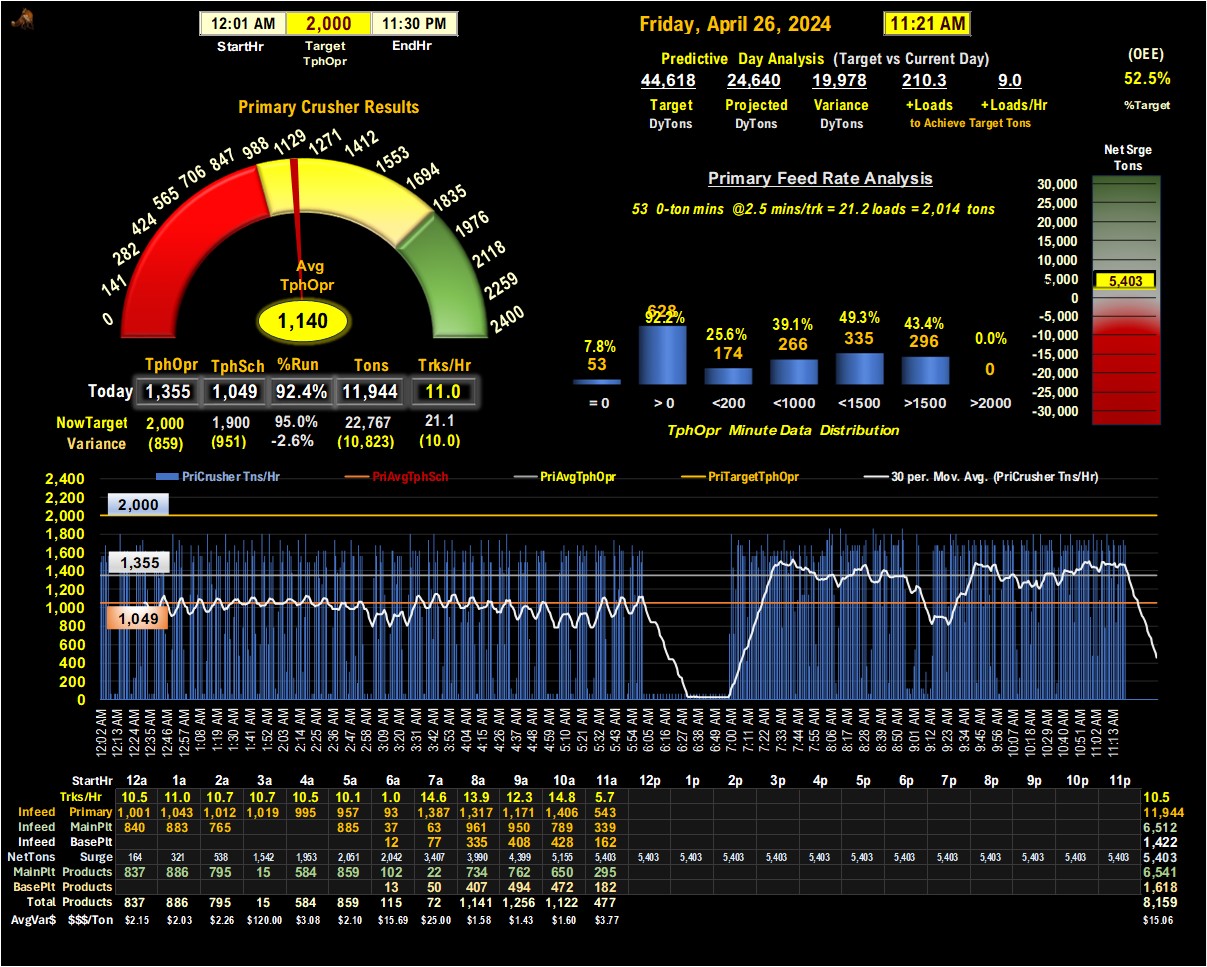 12:01 AM 2,000 11:30 PM
StartHr Target EndHr
TphOpr
Friday, April 26, 2024 11:21 AM
Predictive Day Analysis (Target vs Current Day)
44,618 24,640 19,978 210.3 9.0
Target Projected Variance +Loads +Loads/Hr
DyTons DyTons DyTons to Achieve Target Tons
(OEE)
52.5%
%Target
Primary Crusher Results
0 141 282 424 565 706 847 988 1129 1271 1412 1553 1694 1835 1976 2118 2259 2400
Avg
TphOpr
1,140
TphOpr TphSch %Run Tons Trks/Hr
Today 1,355 1,049 92.4% 11,944 11.0
NowTarget 2,000 1,900 95.0% 22,767 21.1
Variance (859) (951) -2.6% (10,823) (10.0)
Primary Feed Rate Analysis
53 0-ton mins @2.5 mins/trk = 21.2 loads = 2,014 tons
7.8% 92.2% 25.6% 39.1% 49.3% 43.4% 0.0%
53 628 174 266 335 296 0
= 0 > 0 <200 <1000 <1500 >1500 >2000
TphOpr Minute Data Distribution
Net Srge
Tons
30,000
25,000
20,000
15,000
10,000
5,000 5,403
0
-5,000
-10,000
-15,000
-20,000
-25,000
-30,000
PriCrusher Tns/Hr PriAvgTphSch PriAvgTphOpr PriTargetTphOpr 30 per. Mov. Avg. (PriCrusher Tns/Hr)
2,400
2,200
2,000
1,800
1,600
1,400
1,200
1,000
800
600
400
200
0
2,000
1,355
1,049
12:02 AM 12:13 AM 12:24 AM 12:35 AM 12:46 AM 12:57 AM 1:08 AM 1:19 AM 1:30 AM 1:41 AM 1:52 AM 2:03 AM 2:14 AM 2:25 AM 2:36 AM 2:47 AM 2:58 AM 3:09 AM 3:20 AM 3:31 AM 3:42 AM 3:53 AM 4:04 AM 4:15 AM 4:26 AM 4:37 AM 4:48 AM 4:59 AM 5:10 AM 5:21 AM 5:32 AM 5:43 AM 5:54 AM 6:05 AM 6:16 AM 6:27 AM 6:38 AM 6:49 AM 7:00 AM 7:11 AM 7:22 AM 7:33 AM 7:44 AM 7:55 AM 8:06 AM 8:17 AM 8:28 AM 8:39 AM 8:50 AM 9:01 AM 9:12 AM 9:23 AM 9:34 AM 9:45 AM 9:56 AM 10:07 AM 10:18 AM 10:29 AM 10:40 AM 10:51 AM 11:02 AM 11:13 AM
StartHr 12a 1a 2a 3a 4a 5a 6a 7a 8a 9a 10a 11a 12p 1p 2p 3p 4p 5p 6p 7p 8p 9p 10p 11p
Trks/Hr 10.5 11.0 10.7 10.7 10.5 10.1 1.0 14.6 13.9 12.3 14.8 5.7 10.5
Infeed Primary 1,001 1,043 1,012 1,019 995 957 93 1,387 1,317 1,171 1,406 543 11,944
Infeed MainPlt 840 883 765 885 37 63 961 950 789 339 6,512
Infeed BasePlt 12 77 335 408 428 162 1,422
NetTons Surge 164 321 538 1,542 1,953 2,051 2,042 3,407 3,990 4,399 5,155 5,403 5,403 5,403 5,403 5,403 5,403 5,403 5,403 5,403 5,403 5,403 5,403 5,403 5,403
MainPlt Products 837 886 795 15 584 859 102 22 734 762 650 295 6,541
BasePlt Products 13 50 407 494 472 182 1,618
Total Products 837 886 795 15 584 859 115 72 1,141 1,256 1,122 477 8,159
AvgVar$ $$$/Ton $2.15 $2.03 $2.26 $120.00 $3.08 $2.10 $15.69 $25.00 $1.58 $1.43 $1.60 $3.77 $15.06